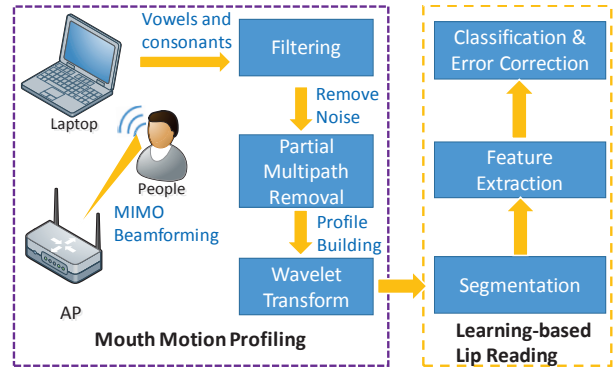 Vowels and
consonants
Filtering
Laptop
Remove
Noise
People
Partial
Multipath
Removal
MIMO
Beamforming
Profile
Building
AP
Wavelet
Transform
Mouth Motion Profiling
Classification &
Error Correction
Feature
Extraction
Segmentation
Learning-based
Lip Reading